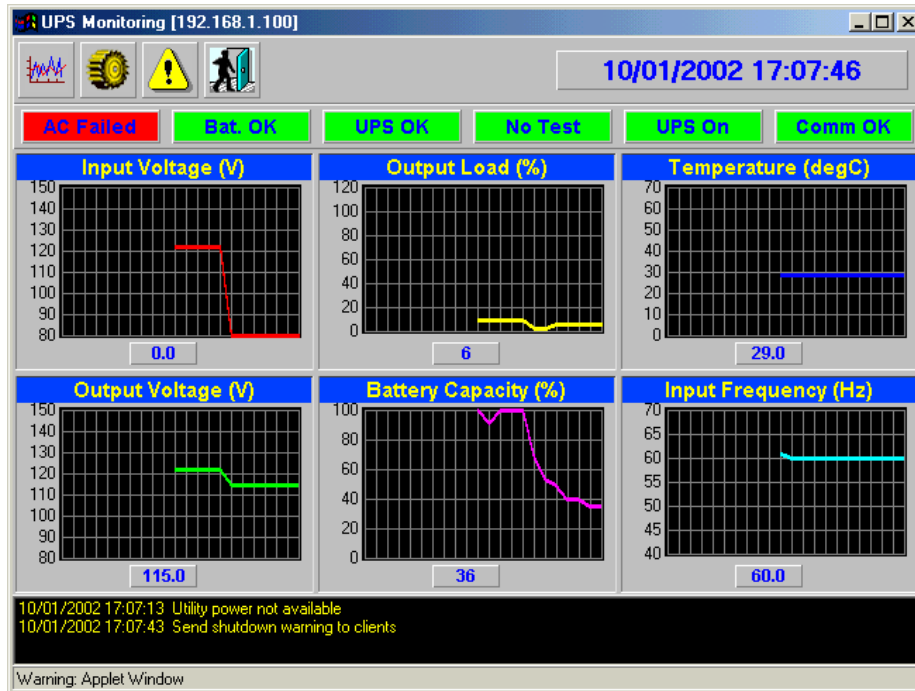 UPS Monitoring [192.168.1.100]
10/01/2002 17:07:46
AC Failed Bat. OK UPS OK No Test UPS On Comm OK
Input Voltage (V) Output Load (%) Temperature (degC)
150 120 70
140 100 60
130 80 50
120 60 40
110 40 30
100 20 20
90 0 10
80 0
0.0 6 29.0
Output Voltage (V) Battery Capacity (%) Input Frequency (Hz)
150 100 70
140 80 65
130 60 60
120 40 55
110 20 50
100 0 45
90 40
80
115.0 36 60.0
10/01/2002 17:07:13 Utility power not available
10/01/2002 17:07:43 Send shutdown warning to clients
Warning: Applet Window